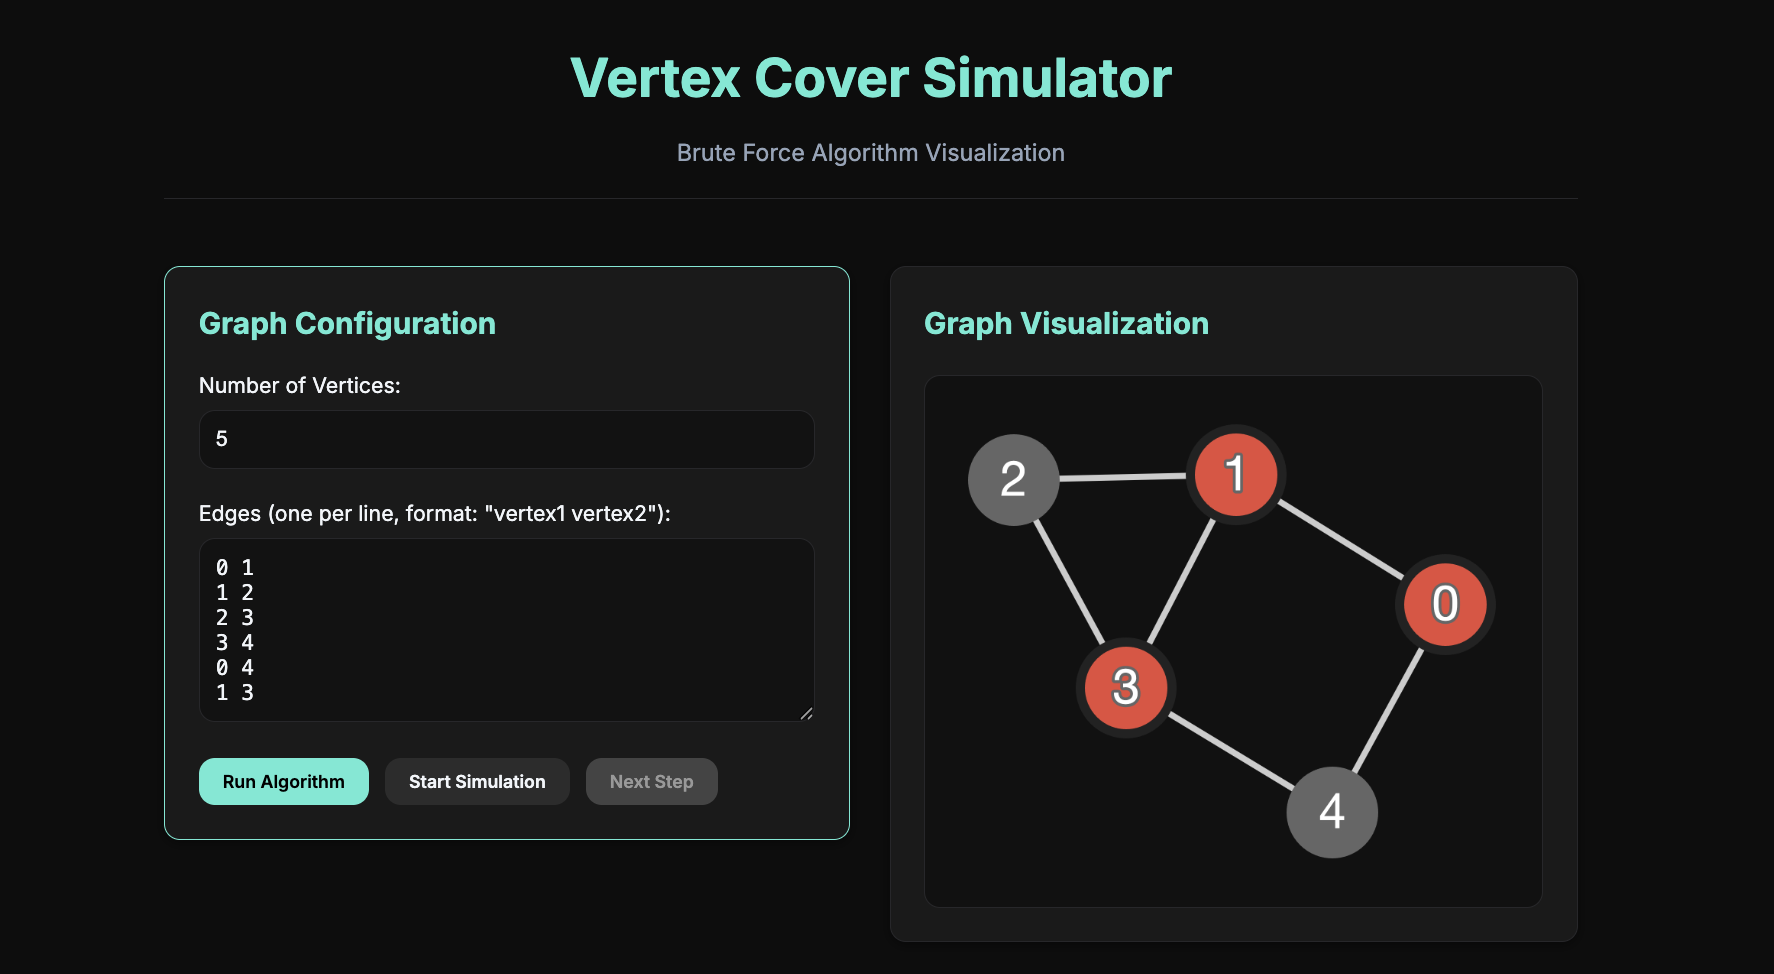 Vertex Cover Simulator
Brute Force Algorithm Visualization
Graph Configuration
Number of Vertices:
5
Edges (one per line, format: "vertex1 vertex2"):
0 1
1 2
2 3
3 4
0 4
1 3
Run Algorithm
Start Simulation
Next Step
Graph Visualization
2
1
0
3
4